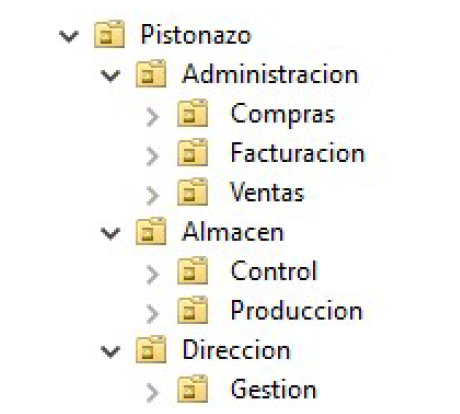 Pistonazo
Administracion
Compras
Facturacion
Ventas
Almacen
Control
Produccion
Direccion
Gestion